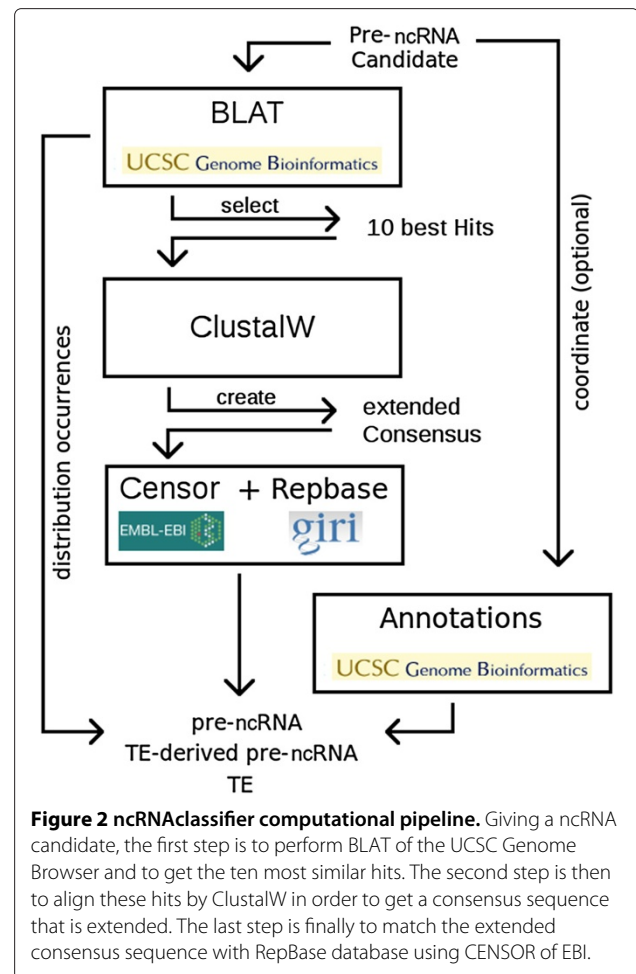 Pre-ncRNA
Candidate
BLAT
UCSC Genome Bioinformatics
select
10 best Hits
ClustalW
create
extended
Consensus
Censor + Repbase
EMBL-EBI
giri
distribution occurrences
coordinate (optional)
Annotations
UCSC Genome Bioinformatics
pre-ncRNA
TE-derived pre-ncRNA
TE
Figure 2 ncRNAclassifier computational pipeline. Giving a ncRNA
candidate, the first step is to perform BLAT of the UCSC Genome
Browser and to get the ten most similar hits. The second step is then
to align these hits by ClustalW in order to get a consensus sequence
that is extended. The last step is finally to match the extended
consensus sequence with RepBase database using CENSOR of EBI.